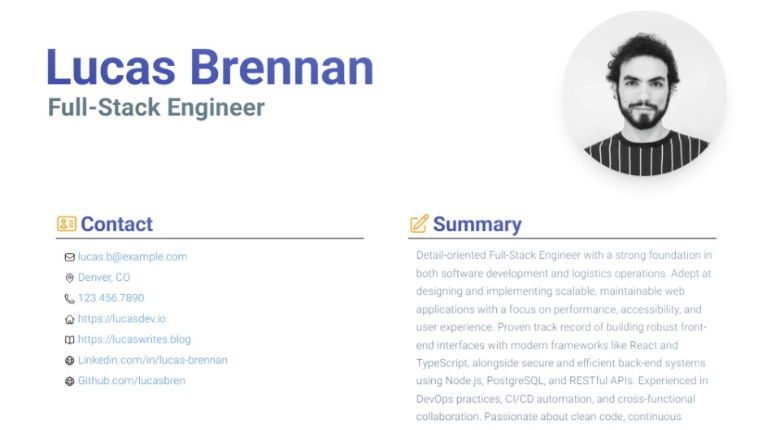 Lucas Brennan
Full-Stack Engineer
Contact
lucas.b@example.com
Denver, CO
123.456.7890
https://lucasdev.io
https://lucaswrites.blog
Linkedin.com/in/lucas-brennan
Github.com/lucasbren
Summary
Detail-oriented Full-Stack Engineer with a strong foundation in
both software development and logistics operations. Adept at
designing and implementing scalable, maintainable web
applications with a focus on performance, accessibility, and
user experience. Proven track record of building robust front-
end interfaces with modern frameworks like React and
TypeScript, alongside secure and efficient back-end systems
using Node.js, PostgreSQL, and RESTful APIs. Experienced in
DevOps practices, CI/CD automation, and cross-functional
collaboration. Passionate about clean code, continuous